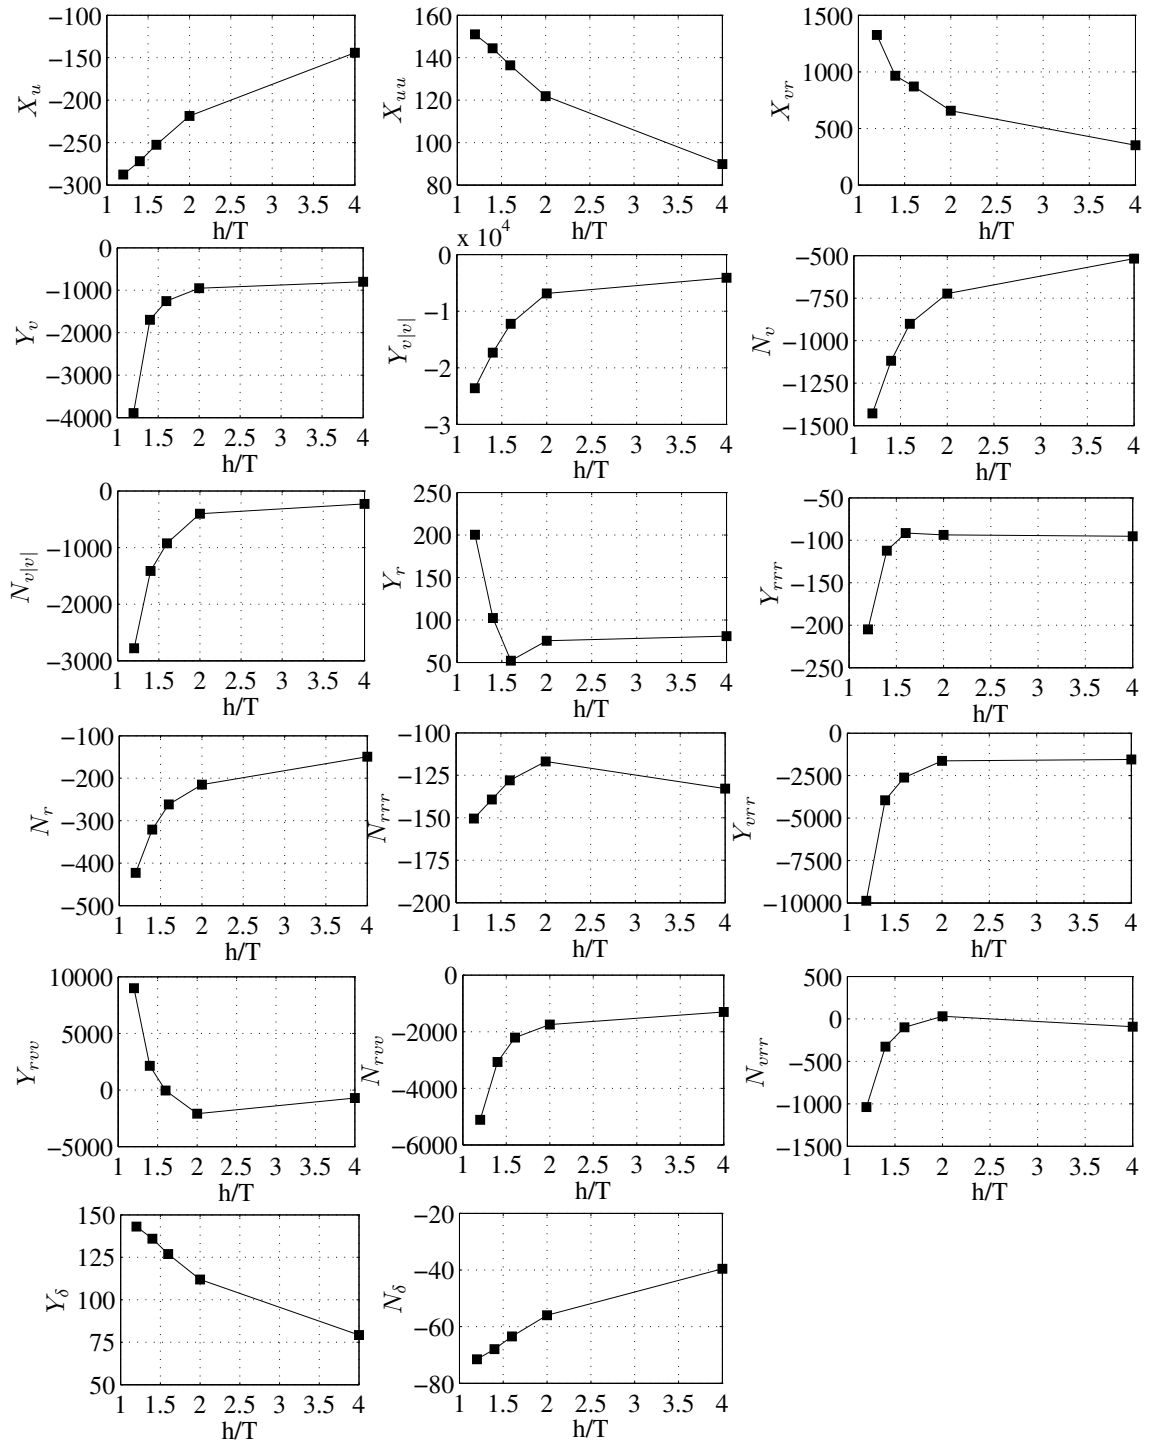 −100
−150
−200
−250
−300
X_u
1 1.5 2 2.5 3 3.5 4
h/T
160
140
120
100
80
X_uu
1 1.5 2 2.5 3 3.5 4
h/T
1500
1000
500
0
X_vr
1 1.5 2 2.5 3 3.5 4
h/T
0
−1000
−2000
−3000
−4000
Y_v
1 1.5 2 2.5 3 3.5 4
h/T
x 10^4
0
−1
−2
−3
Y_v|v|
1 1.5 2 2.5 3 3.5 4
h/T
−500
−750
−1000
−1250
−1500
N_v
1 1.5 2 2.5 3 3.5 4
h/T
0
−1000
−2000
−3000
N_v|v|
1 1.5 2 2.5 3 3.5 4
h/T
250
200
150
100
50
Y_r
1 1.5 2 2.5 3 3.5 4
h/T
−50
−100
−150
−200
−250
Y_rrr
1 1.5 2 2.5 3 3.5 4
h/T
−100
−200
−300
−400
−500
N_r
1 1.5 2 2.5 3 3.5 4
h/T
−100
−125
−150
−175
−200
N_rrr
1 1.5 2 2.5 3 3.5 4
h/T
0
−2500
−5000
−7500
−10000
Y_vrr
1 1.5 2 2.5 3 3.5 4
h/T
10000
5000
0
−5000
Y_rvv
1 1.5 2 2.5 3 3.5 4
h/T
0
−2000
−4000
−6000
N_rvv
1 1.5 2 2.5 3 3.5 4
h/T
500
0
−500
−1000
−1500
N_vrr
1 1.5 2 2.5 3 3.5 4
h/T
150
125
100
75
50
Y_δ
1 1.5 2 2.5 3 3.5 4
h/T
−20
−40
−60
−80
N_δ
1 1.5 2 2.5 3 3.5 4
h/T